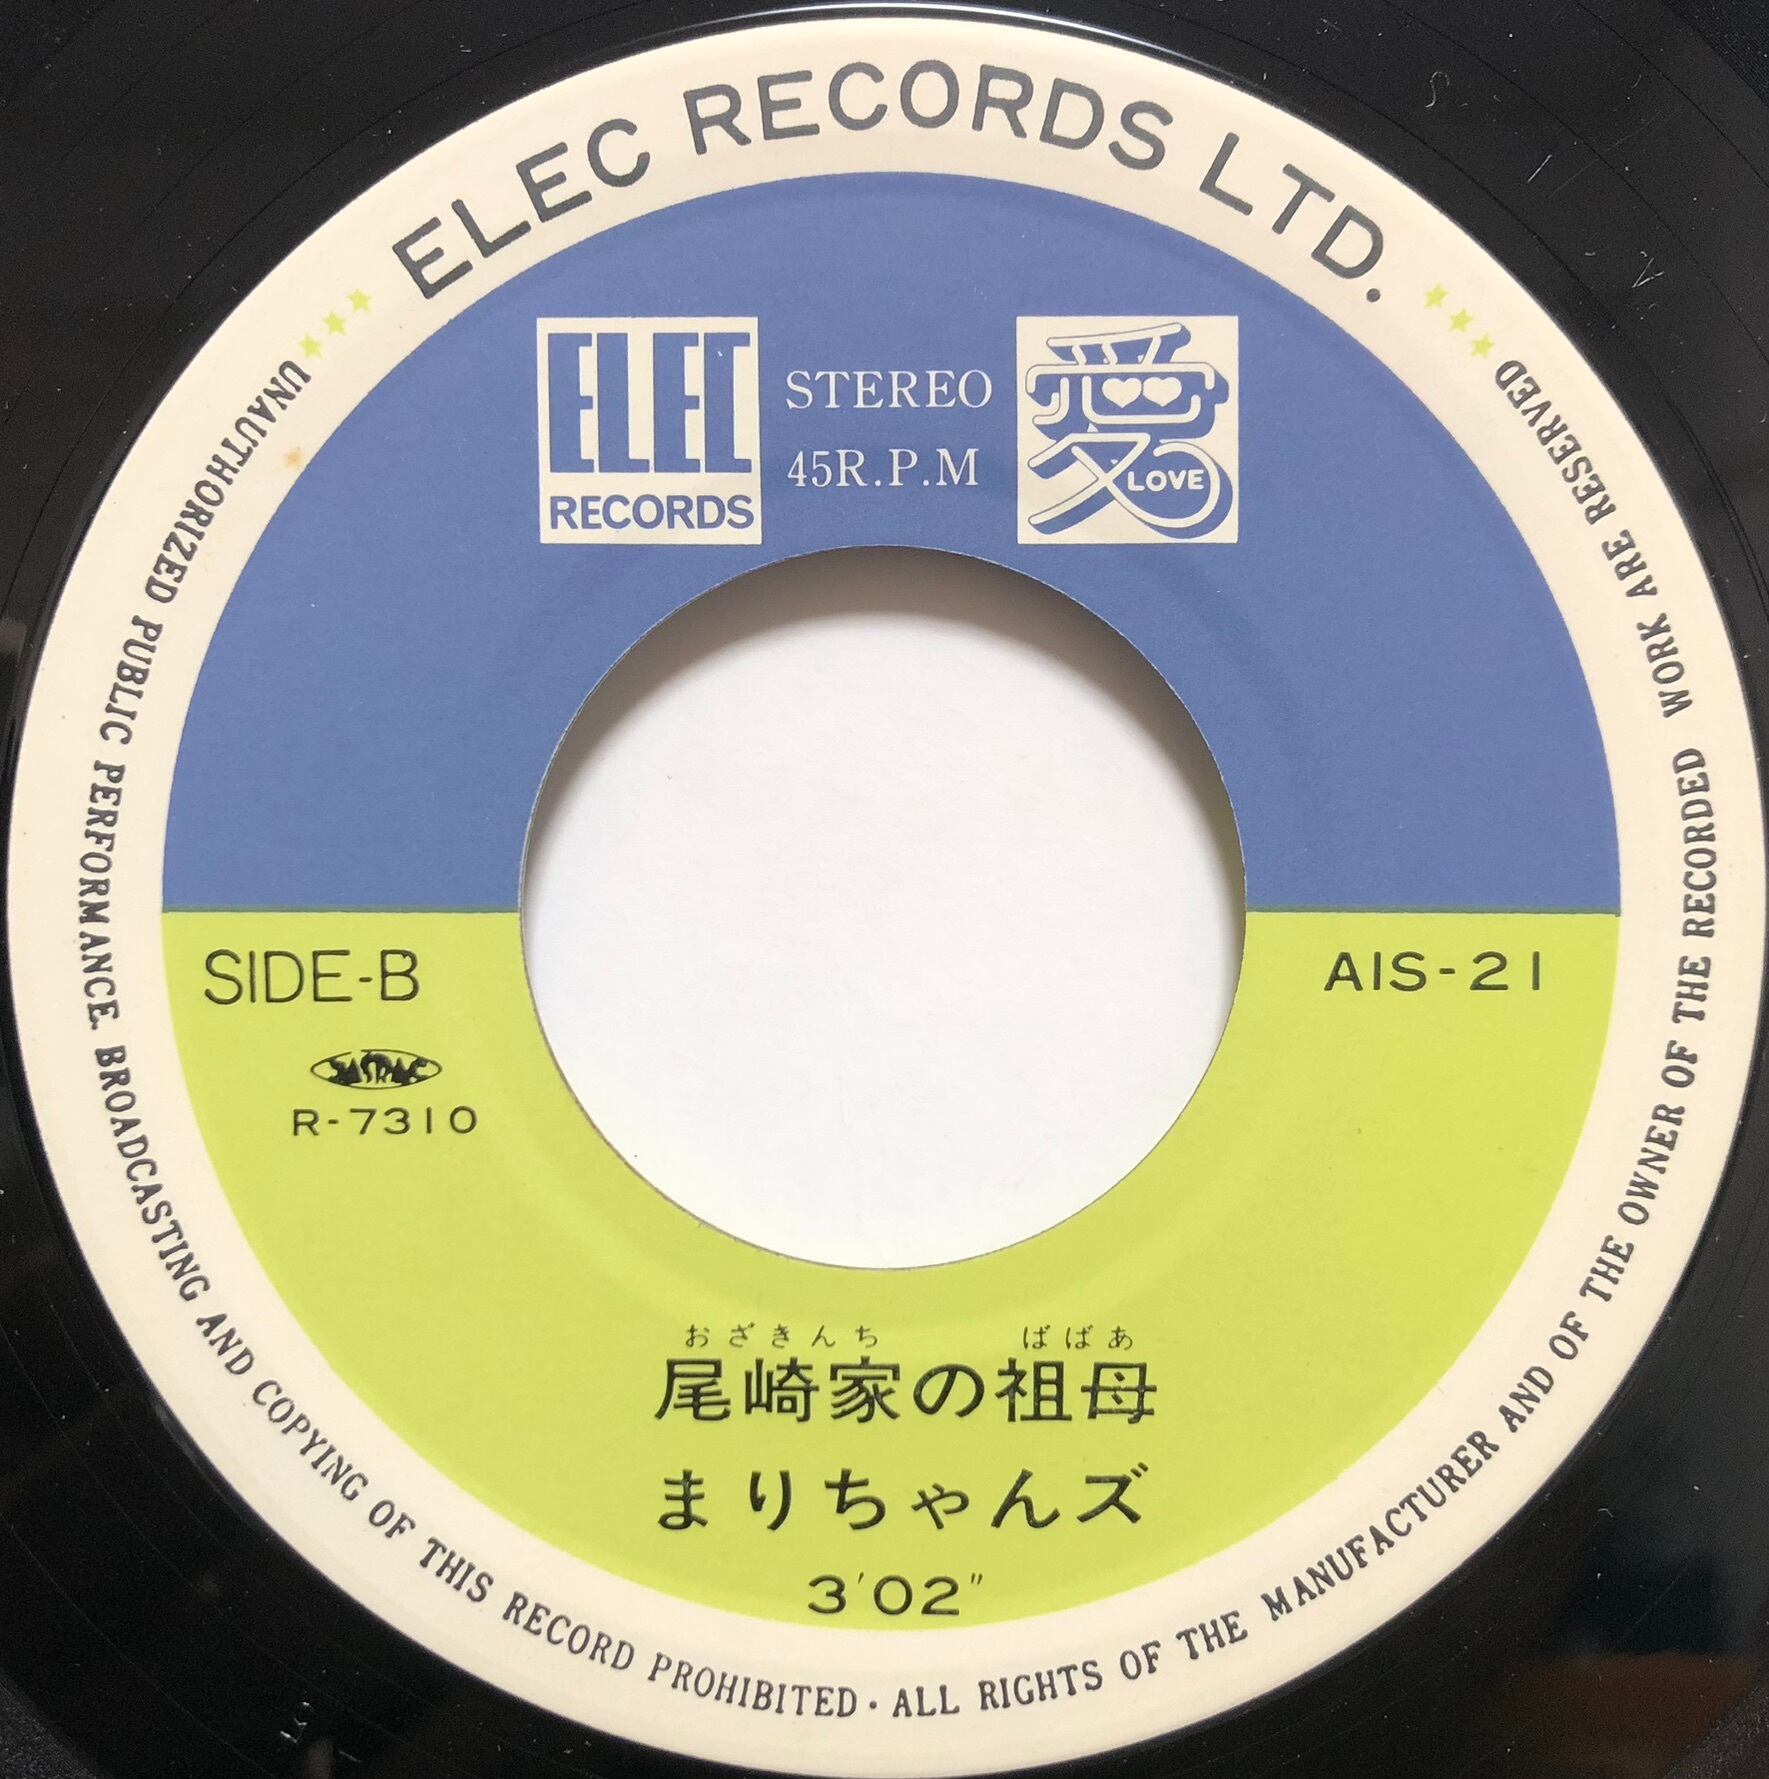 ELEC RECORDS LTD.
ELEC
RECORDS
STEREO
45R.P.M
愛
LOVE
SIDE-B
AIS-21
JASRAC
R-7310
おざきんち ばばあ
尾崎家の祖母
まりちゃんズ
3'02"
UNAUTHORIZED PUBLIC PERFORMANCE. BROADCASTING AND COPYING OF THIS RECORD PROHIBITED · ALL RIGHTS OF THE MANUFACTURER AND OF THE OWNER OF THE RECORDED WORK ARE RESERVED